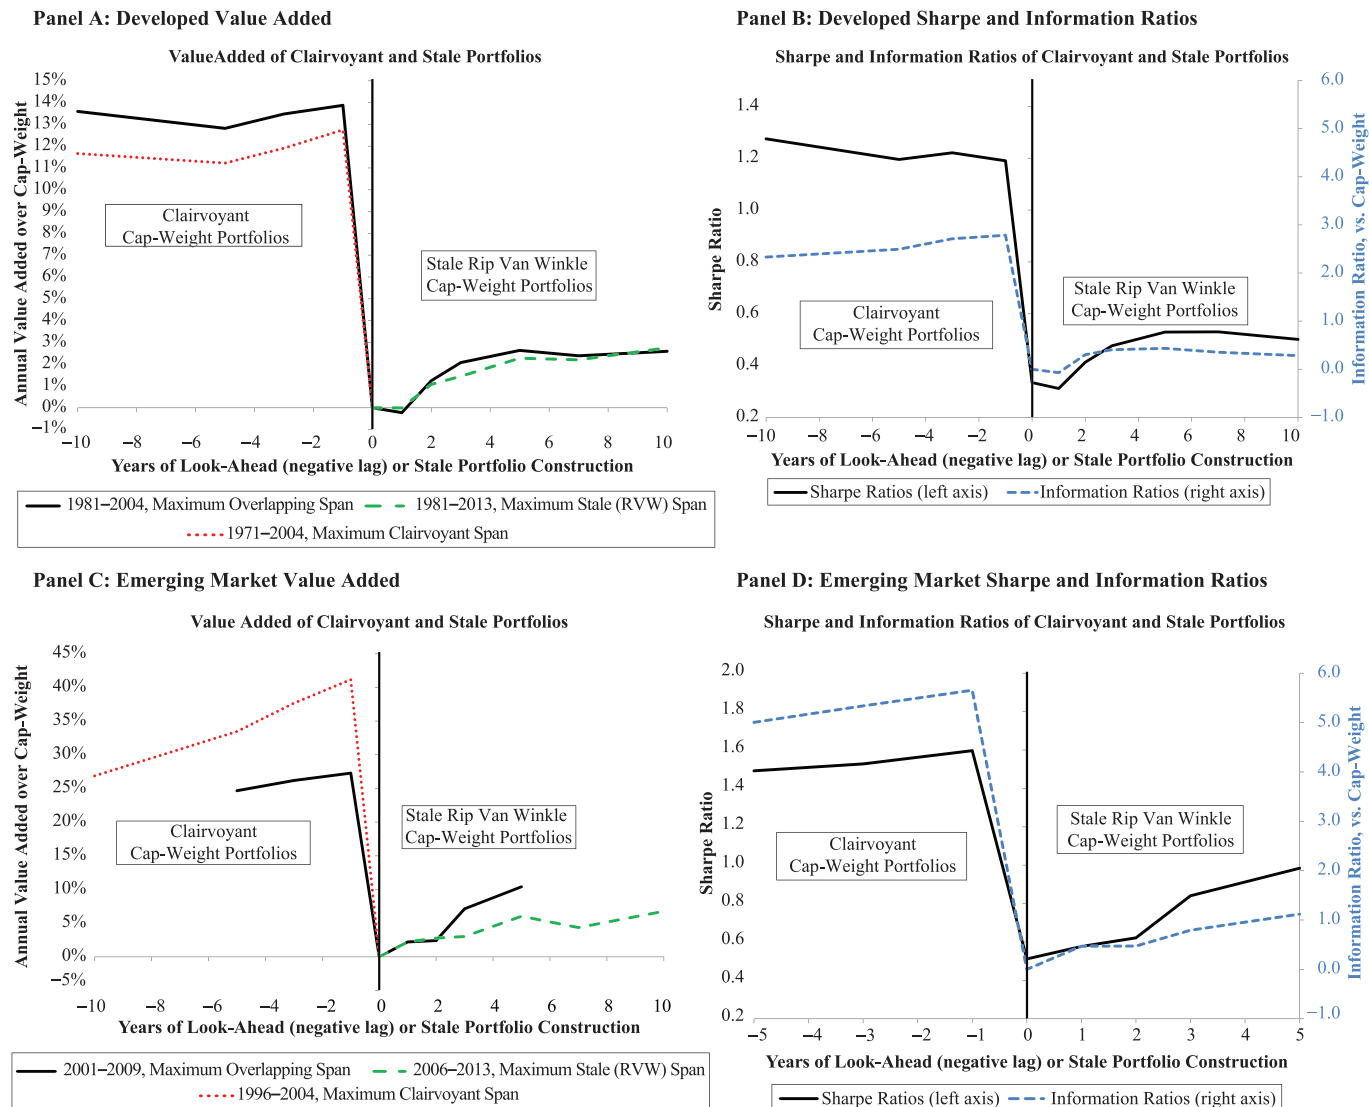 Panel A: Developed Value Added
ValueAdded of Clairvoyant and Stale Portfolios
Annual Value Added over Cap-Weight
15%
14%
13%
12%
11%
10%
9%
8%
7%
6%
5%
4%
3%
2%
1%
0%
−1%
Clairvoyant
Cap-Weight Portfolios
Stale Rip Van Winkle
Cap-Weight Portfolios
−10 −8 −6 −4 −2 0 2 4 6 8 10
Years of Look-Ahead (negative lag) or Stale Portfolio Construction
1981–2004, Maximum Overlapping Span 1981–2013, Maximum Stale (RVW) Span
1971–2004, Maximum Clairvoyant Span
Panel B: Developed Sharpe and Information Ratios
Sharpe and Information Ratios of Clairvoyant and Stale Portfolios
Sharpe Ratio
1.4
1.2
1.0
0.8
0.6
0.4
0.2
Clairvoyant
Cap-Weight Portfolios
Stale Rip Van Winkle
Cap-Weight Portfolios
6.0
5.0
4.0
3.0
2.0
1.0
0.0
−1.0
Information Ratio, vs. Cap-Weight
−10 −8 −6 −4 −2 0 2 4 6 8 10
Years of Look-Ahead (negative lag) or Stale Portfolio Construction
Sharpe Ratios (left axis) Information Ratios (right axis)
Panel C: Emerging Market Value Added
Value Added of Clairvoyant and Stale Portfolios
Annual Value Added over Cap-Weight
45%
40%
35%
30%
25%
20%
15%
10%
5%
0%
−5%
Clairvoyant
Cap-Weight Portfolios
Stale Rip Van Winkle
Cap-Weight Portfolios
−10 −8 −6 −4 −2 0 2 4 6 8 10
Years of Look-Ahead (negative lag) or Stale Portfolio Construction
2001–2009, Maximum Overlapping Span 2006–2013, Maximum Stale (RVW) Span
1996–2004, Maximum Clairvoyant Span
Panel D: Emerging Market Sharpe and Information Ratios
Sharpe and Information Ratios of Clairvoyant and Stale Portfolios
Sharpe Ratio
2.0
1.8
1.6
1.4
1.2
1.0
0.8
0.6
0.4
0.2
Clairvoyant
Cap-Weight Portfolios
Stale Rip Van Winkle
Cap-Weight Portfolios
6.0
5.0
4.0
3.0
2.0
1.0
0.0
−1.0
Information Ratio, vs. Cap-Weight
−5 −4 −3 −2 −1 0 1 2 3 4 5
Years of Look-Ahead (negative lag) or Stale Portfolio Construction
Sharpe Ratios (left axis) Information Ratios (right axis)